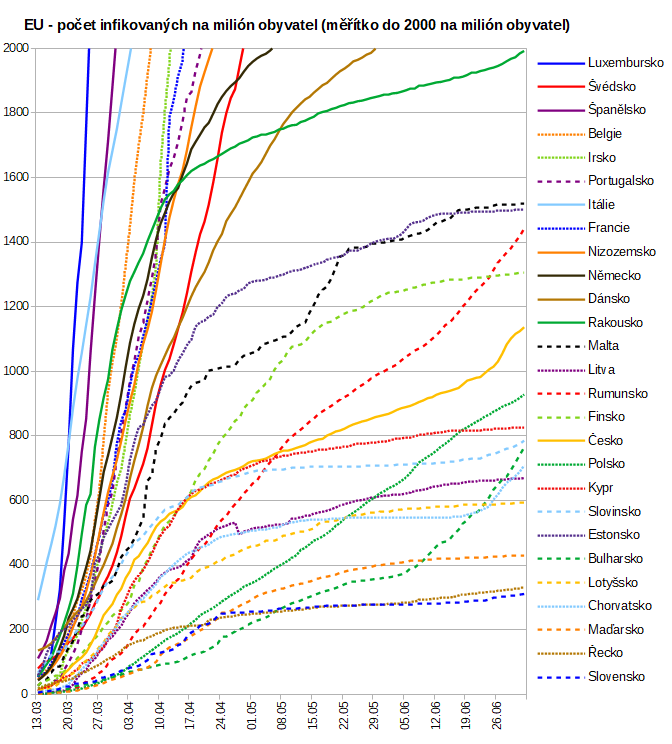 EU - počet infikovaných na milión obyvatel (měřítko do 2000 na milión obyvatel)
2000
1800
1600
1400
1200
1000
800
600
400
200
0
13.03
20.03
27.03
03.04
10.04
17.04
24.04
01.05
08.05
15.05
22.05
29.05
05.06
12.06
19.06
26.06
Luxembursko
Švédsko
Španělsko
Belgie
Irsko
Portugalsko
Itálie
Francie
Nizozemsko
Německo
Dánsko
Rakousko
Malta
Litva
Rumunsko
Finsko
Česko
Polsko
Kypr
Slovinsko
Estonsko
Bulharsko
Lotyšsko
Chorvatsko
Maďarsko
Řecko
Slovensko